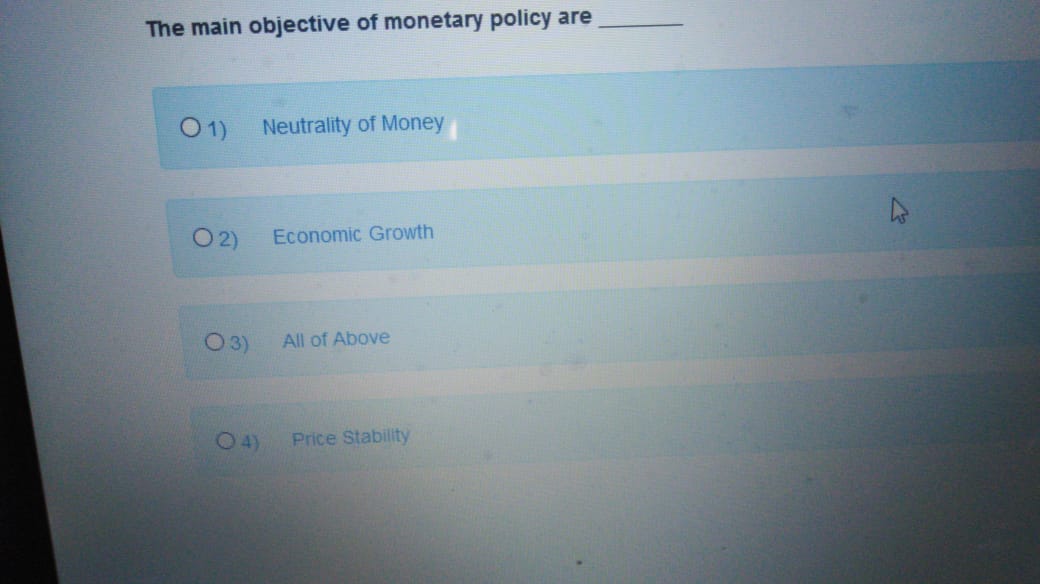 The main objective of monetary policy are ________
1) Neutrality of Money
2) Economic Growth
3) All of Above
4) Price Stability